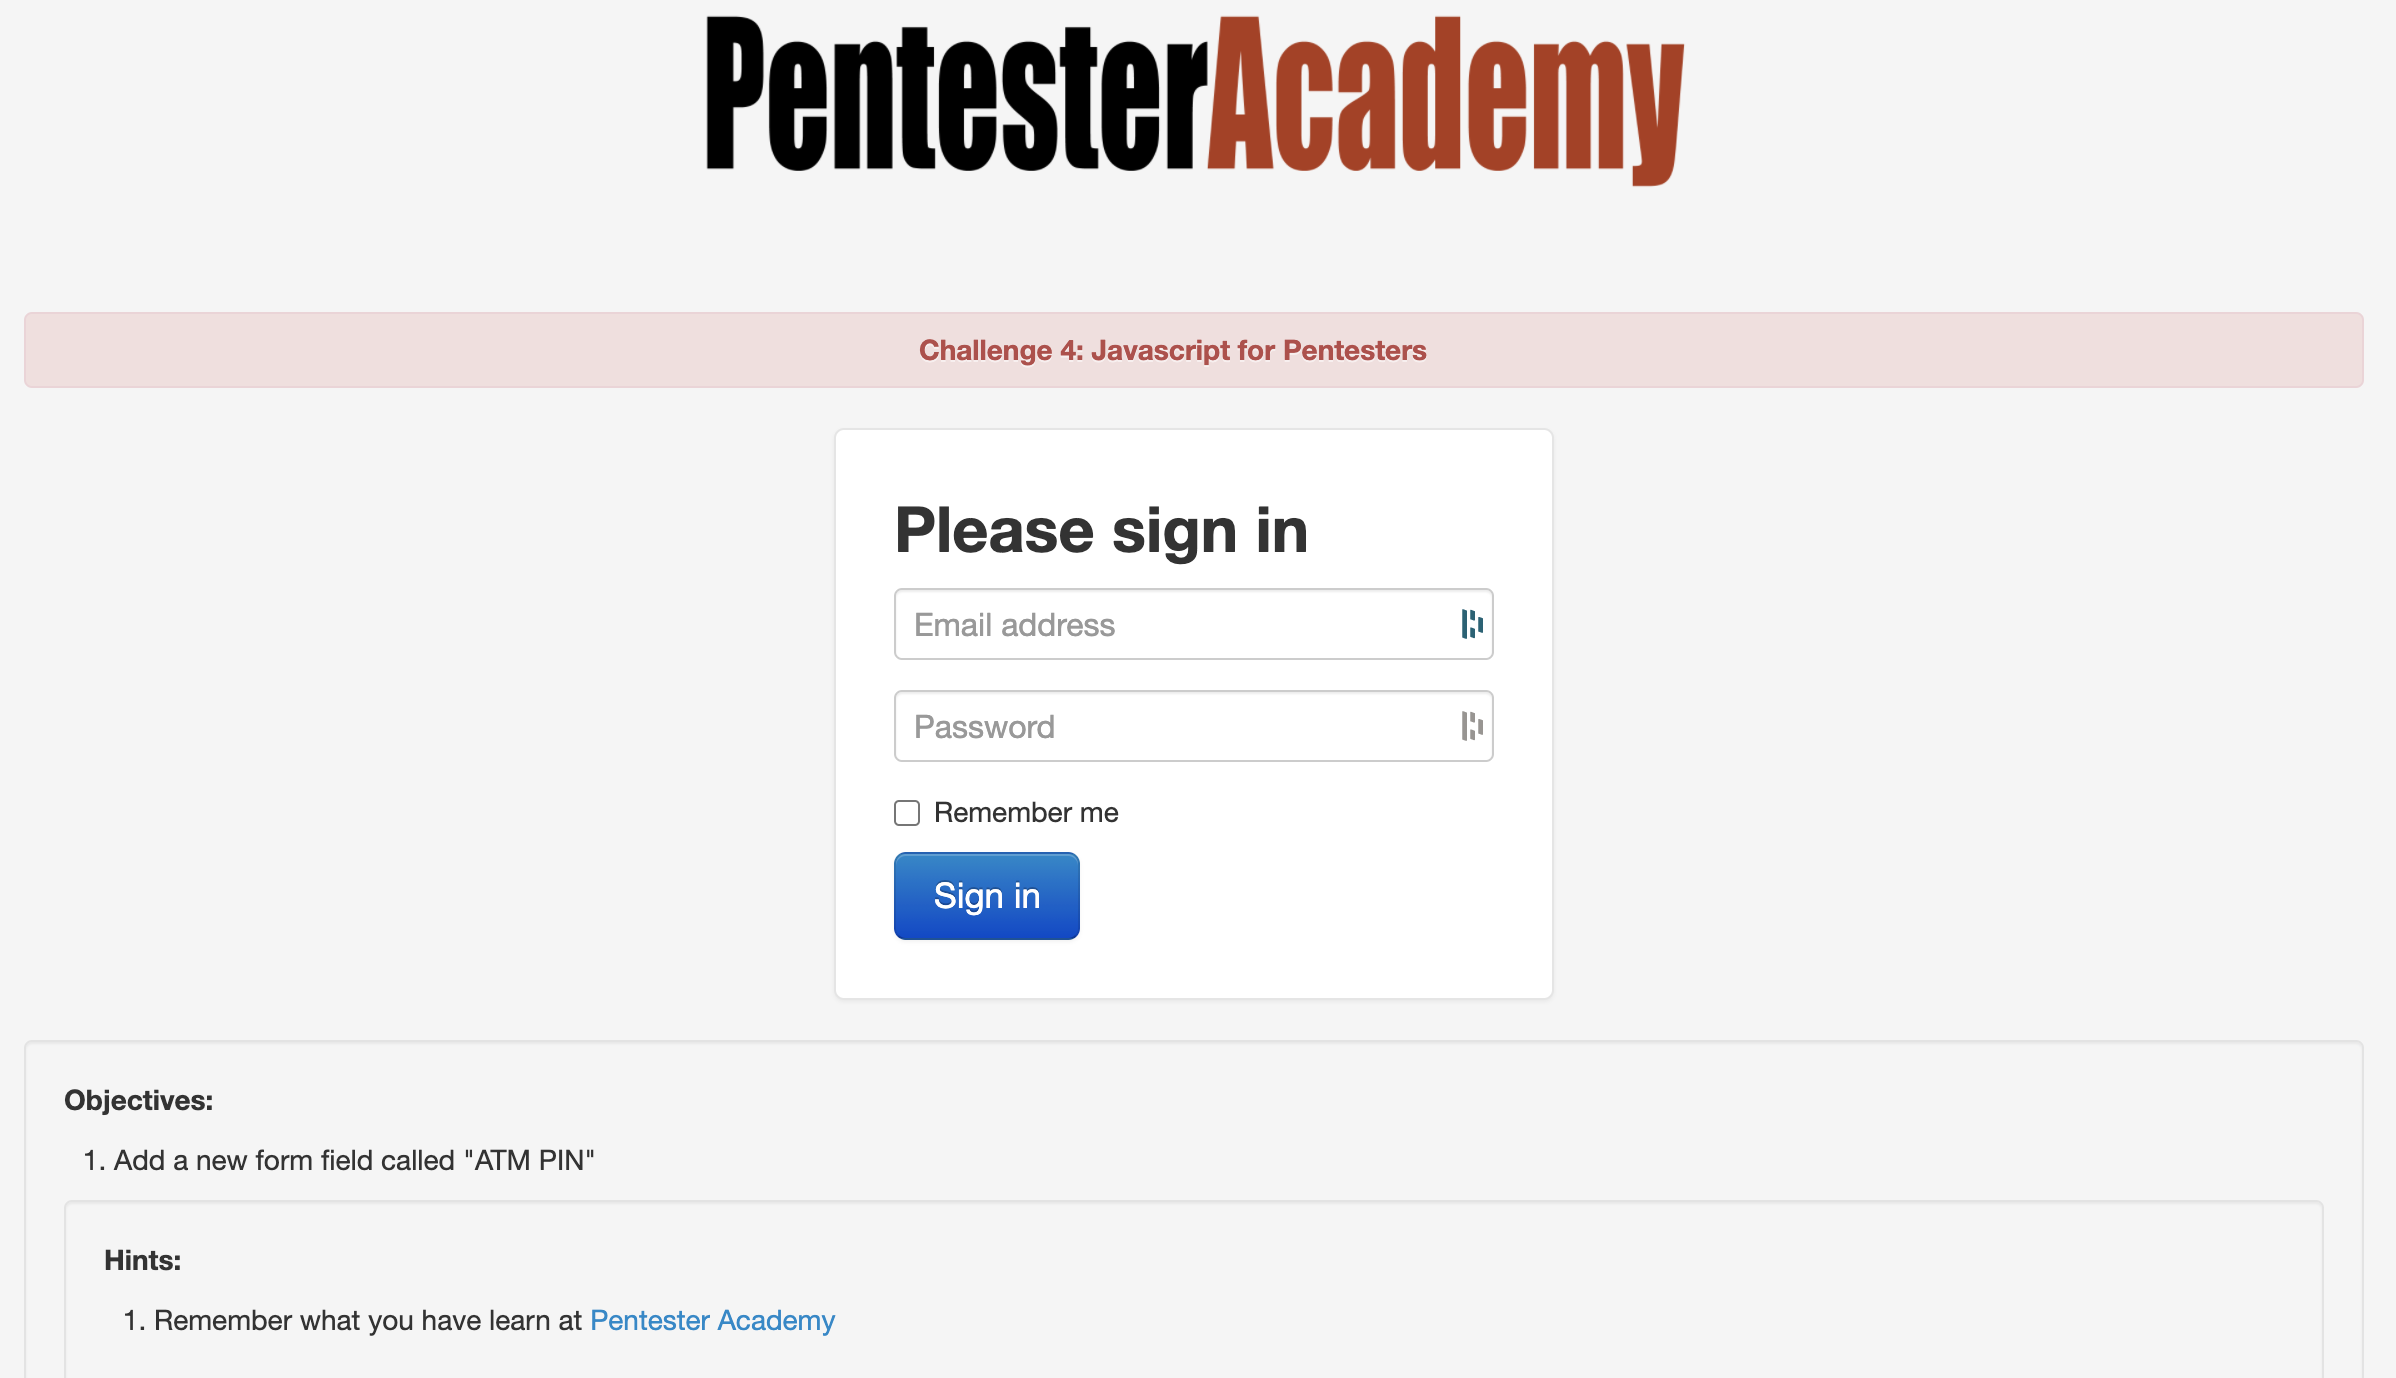 PentesterAcademy
Challenge 4: Javascript for Pentesters
Please sign in
Email address
Password
Remember me
Sign in
Objectives:
1. Add a new form field called "ATM PIN"
Hints:
1. Remember what you have learn at Pentester Academy